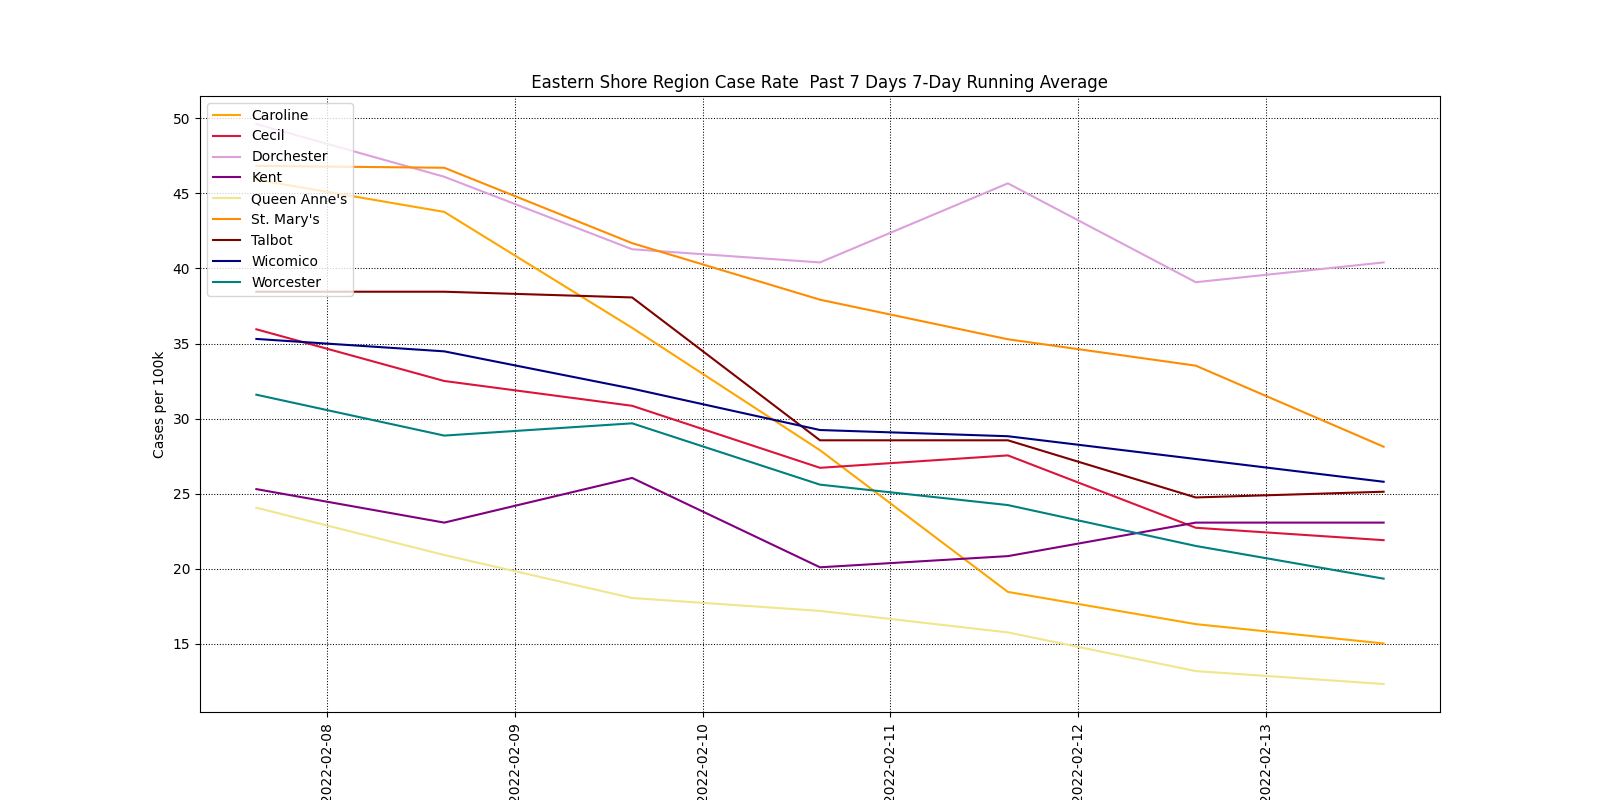 Eastern Shore Region Case Rate  Past 7 Days 7-Day Running Average
Caroline
Cecil
Dorchester
Kent
Queen Anne's
St. Mary's
Talbot
Wicomico
Worcester
50
45
40
35
30
25
20
15
Cases per 100k
2022-02-08
2022-02-09
2022-02-10
2022-02-11
2022-02-12
2022-02-13